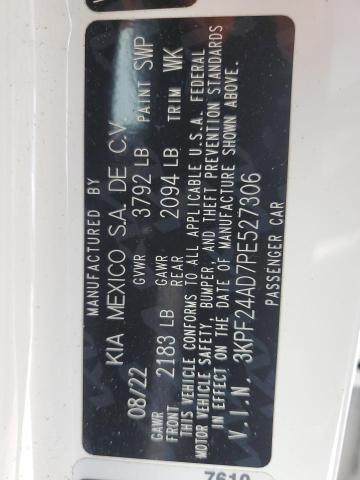 MANUFACTURED BY
KIA MEXICO S.A. DE C.V.
08/22 GVWR 3792 LB PAINT SWP
GAWR FRONT 2183 LB GAWR REAR 2094 LB TRIM WK
THIS VEHICLE CONFORMS TO ALL APPLICABLE U.S.A. FEDERAL
MOTOR VEHICLE SAFETY, BUMPER, AND THEFT PREVENTION STANDARDS
IN EFFECT ON THE DATE OF MANUFACTURE SHOWN ABOVE.
V.I.N. 3KPF24AD7PE527306
PASSENGER CAR